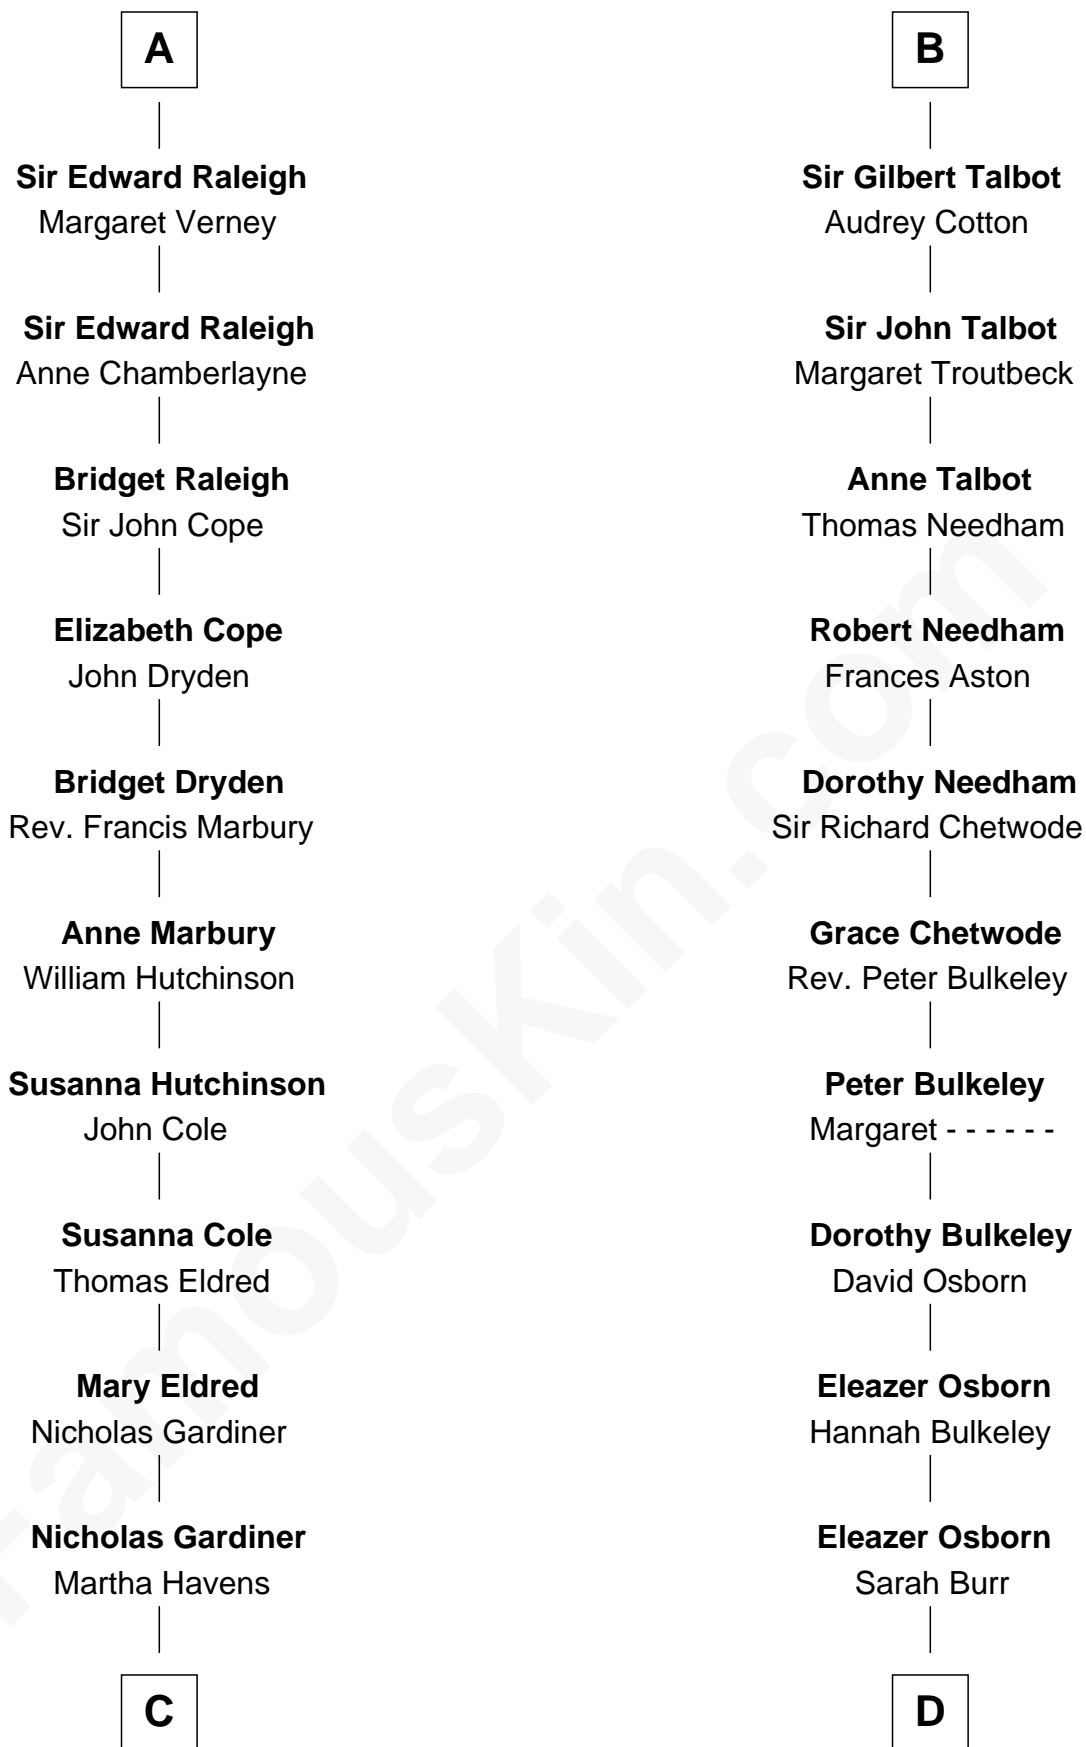 A
Sir Edward Raleigh
Margaret Verney
Sir Edward Raleigh
Anne Chamberlayne
Bridget Raleigh
Sir John Cope
Elizabeth Cope
John Dryden
Bridget Dryden
Rev. Francis Marbury
Anne Marbury
William Hutchinson
Susanna Hutchinson
John Cole
Susanna Cole
Thomas Eldred
Mary Eldred
Nicholas Gardiner
Nicholas Gardiner
Martha Havens
C
B
Sir Gilbert Talbot
Audrey Cotton
Sir John Talbot
Margaret Troutbeck
Anne Talbot
Thomas Needham
Robert Needham
Frances Aston
Dorothy Needham
Sir Richard Chetwode
Grace Chetwode
Rev. Peter Bulkeley
Peter Bulkeley
Margaret - - - - - -
Dorothy Bulkeley
David Osborn
Eleazer Osborn
Hannah Bulkeley
Eleazer Osborn
Sarah Burr
D
FamousKin.com